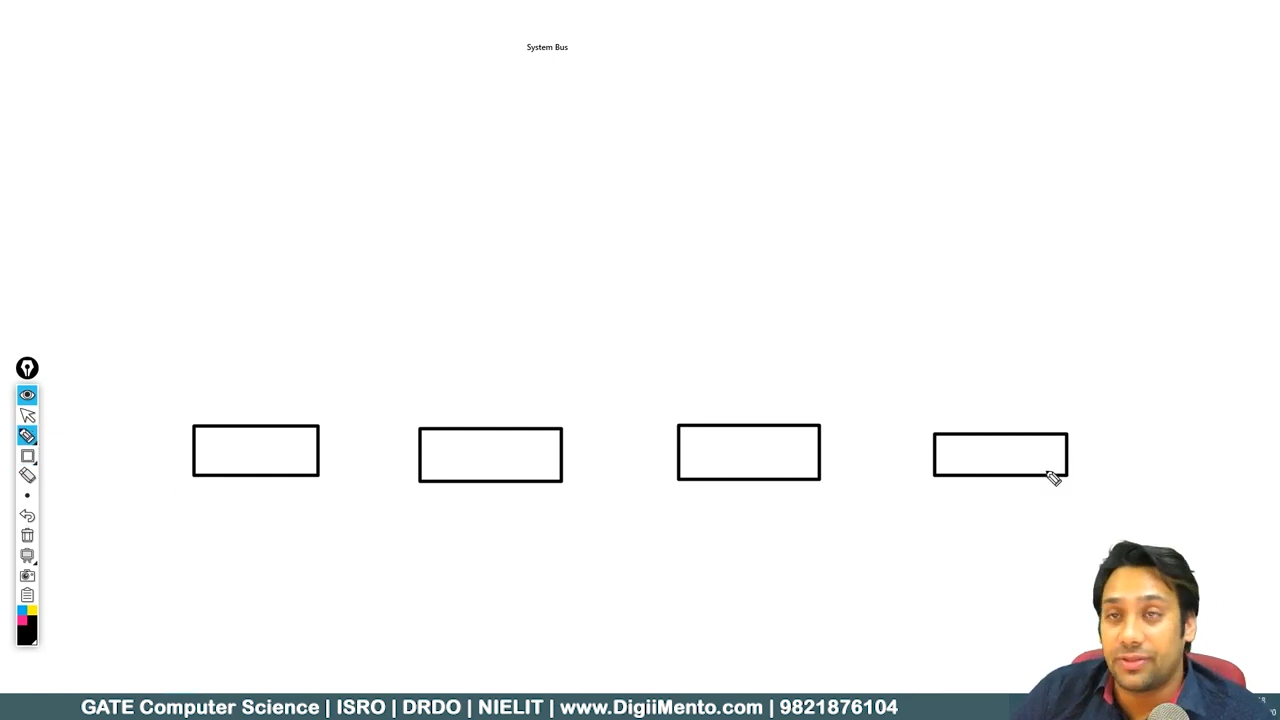 System Bus
GATE Computer Science | ISRO | DRDO | NIELIT | www.DigiiMento.com | 9821876104